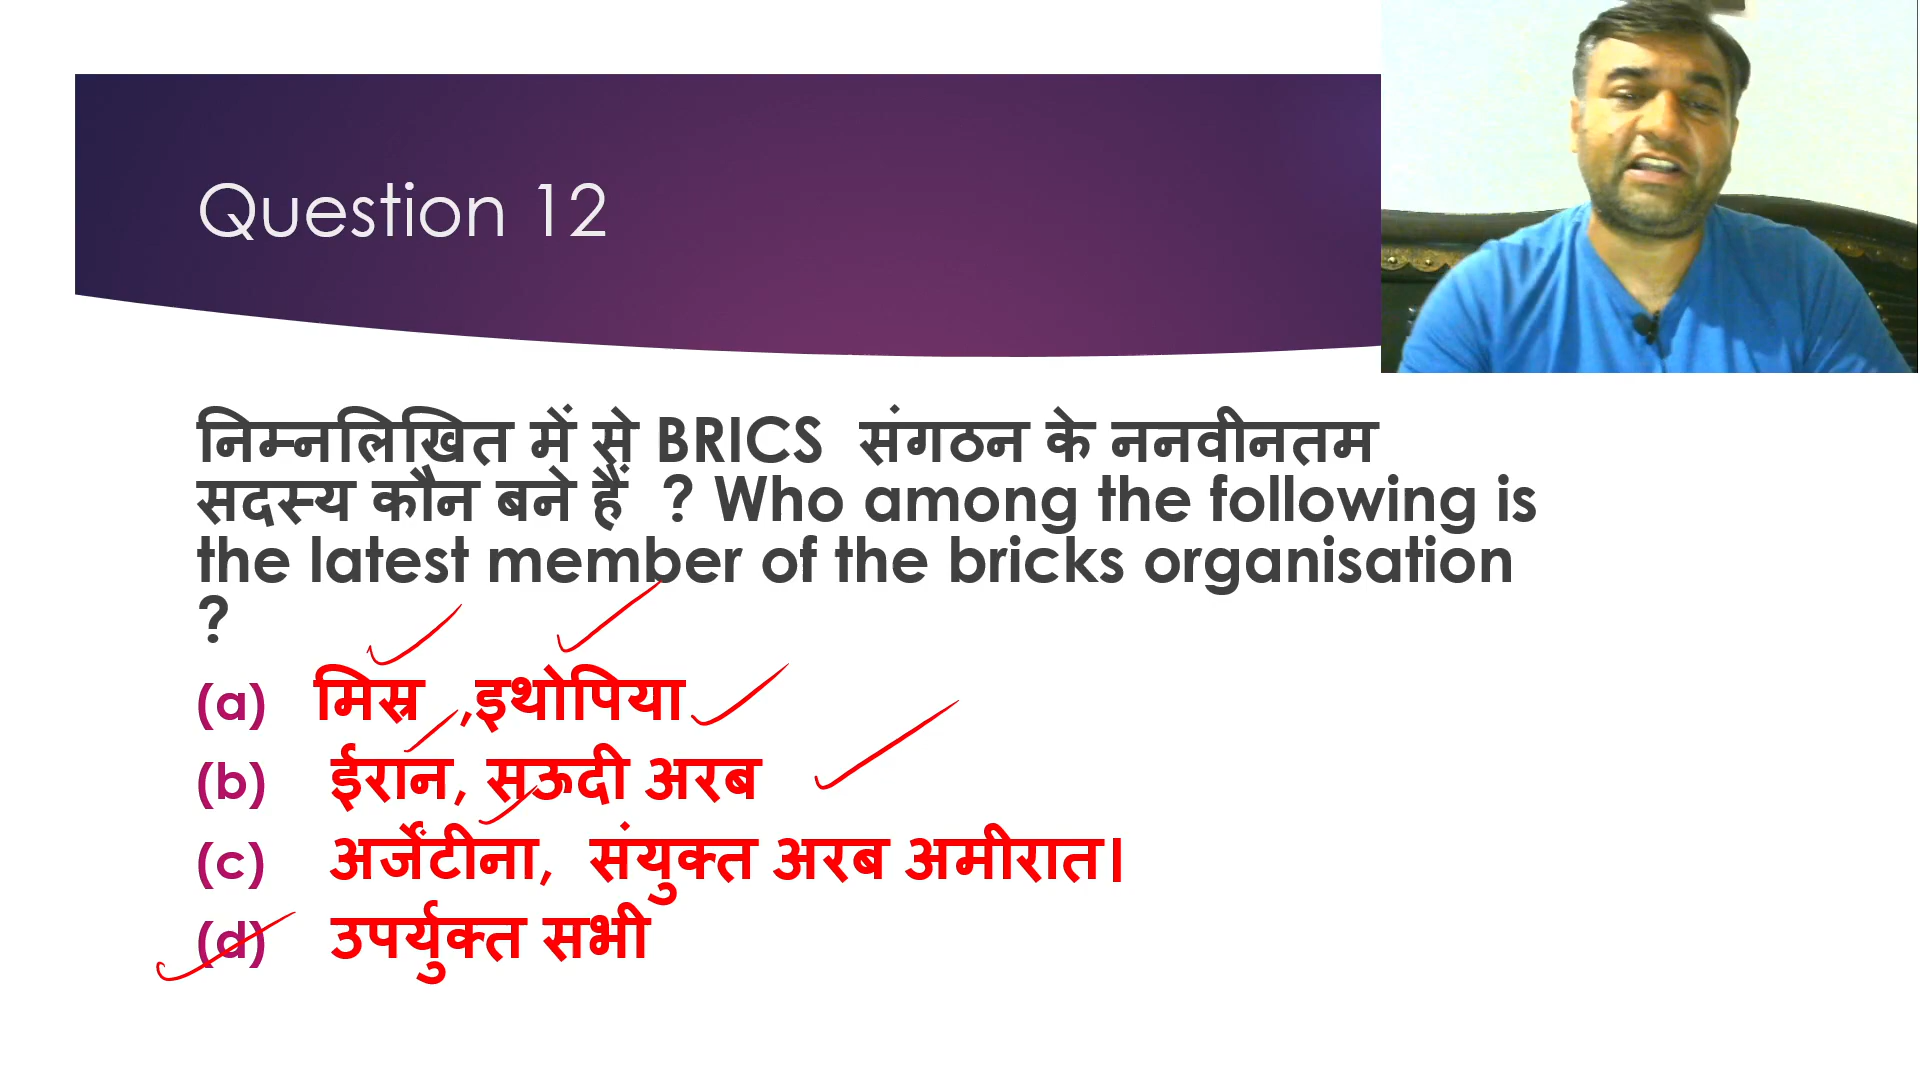 Question 12
निम्नलिखित में से BRICS संगठन के ननवीनतम
सदस्य कौन बने हैं ? Who among the following is
the latest member of the bricks organisation
?
(a) मिस्र ,इथोपिया
(b) ईरान, सऊदी अरब
(c) अर्जेंटीना, संयुक्त अरब अमीरात।
(d) उपर्युक्त सभी